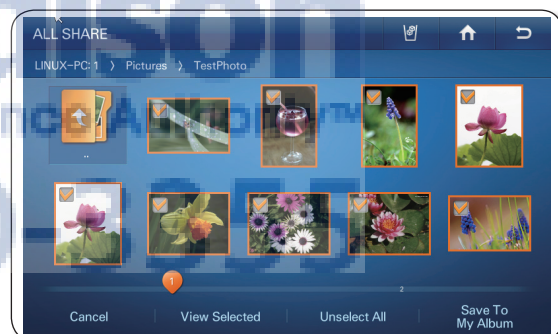 ALL SHARE
LINUX-PC: 1 > Pictures > TestPhoto
..
1
2
Cancel
View Selected
Unselect All
Save To
My Album